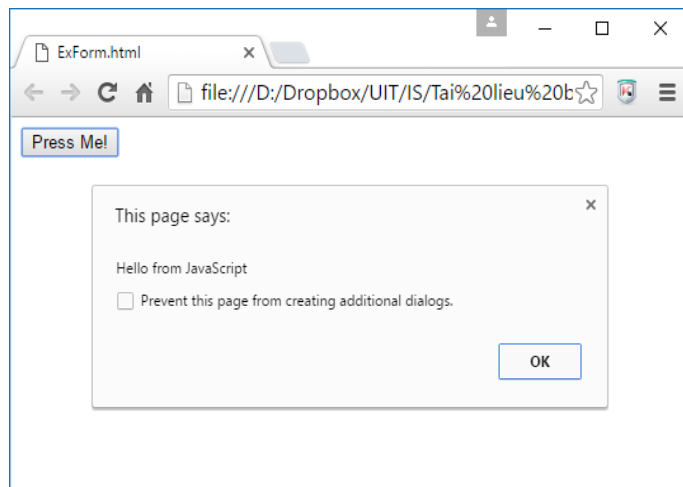 ExForm.html
file:///D:/Dropbox/UIT/IS/Tai%20lieu%20b
Press Me!
This page says:
Hello from JavaScript
Prevent this page from creating additional dialogs.
OK